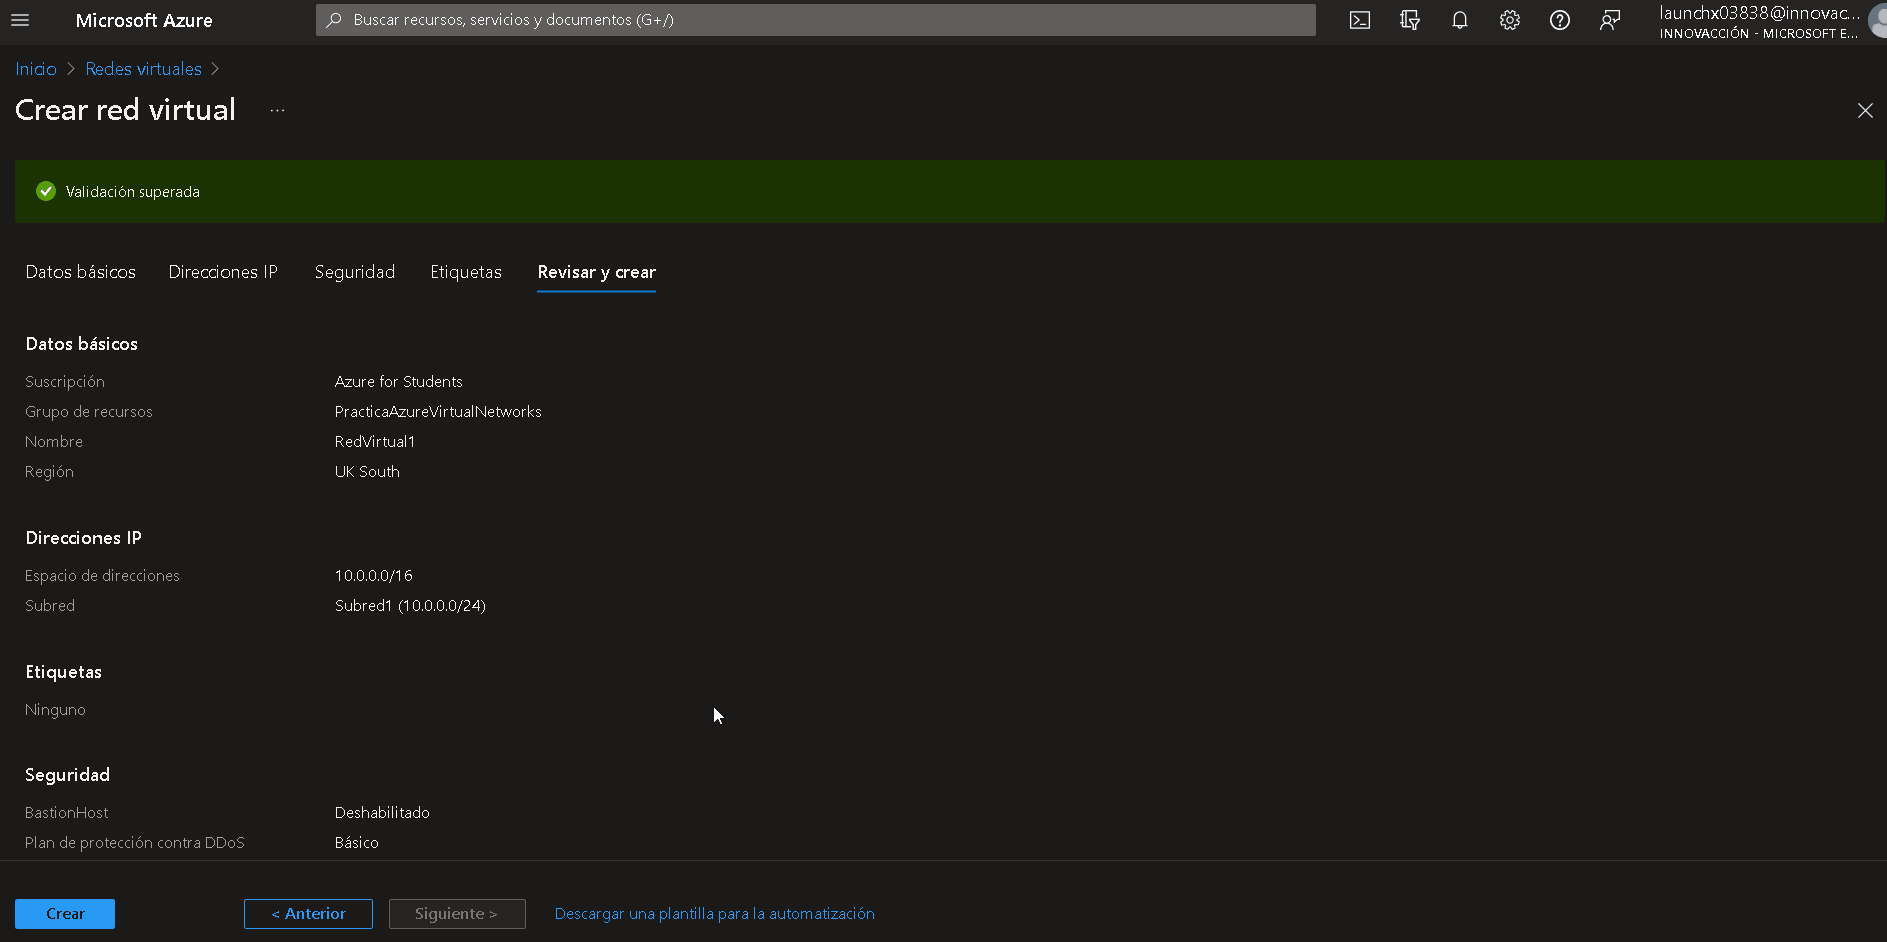 Microsoft Azure
Buscar recursos, servicios y documentos (G+/)
launchx03838@innovac...
INNOVACCIÓN - MICROSOFT E...
Inicio > Redes virtuales >
Crear red virtual ...
Validación superada
Datos básicos Direcciones IP Seguridad Etiquetas Revisar y crear
Datos básicos
Suscripción Azure for Students
Grupo de recursos PracticaAzureVirtualNetworks
Nombre RedVirtual1
Región UK South
Direcciones IP
Espacio de direcciones 10.0.0.0/16
Subred Subred1 (10.0.0.0/24)
Etiquetas
Ninguno
Seguridad
BastionHost Deshabilitado
Plan de protección contra DDoS Básico
Crear < Anterior Siguiente > Descargar una plantilla para la automatización